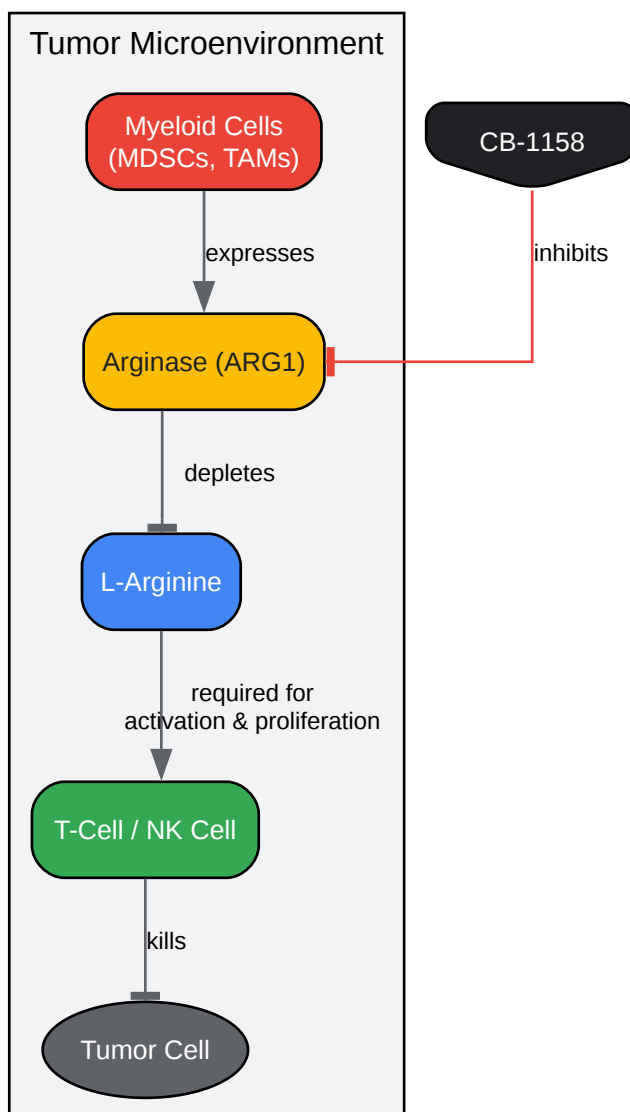 Tumor Microenvironment
Myeloid Cells
(MDSCs, TAMs)
CB-1158
expresses
inhibits
Arginase (ARG1)
depletes
L-Arginine
required for
activation & proliferation
T-Cell / NK Cell
kills
Tumor Cell